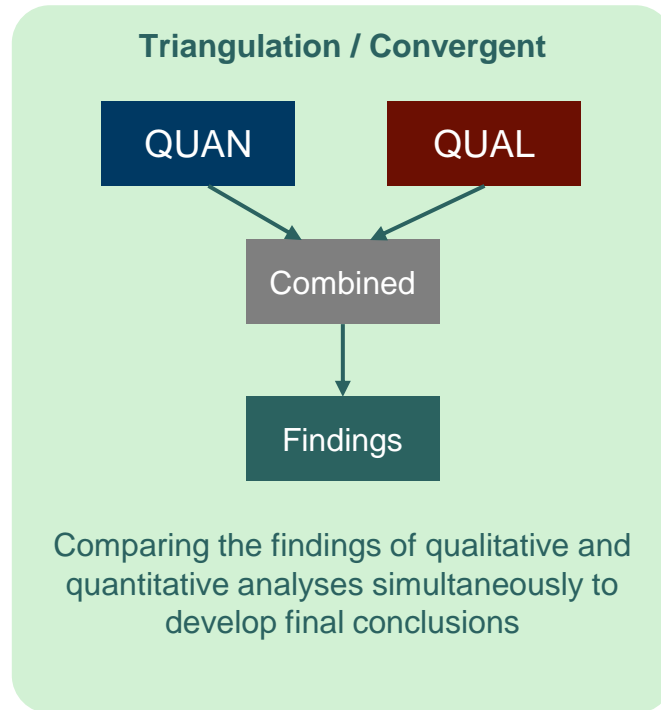 Triangulation / Convergent
QUAN
QUAL
Combined
Findings
Comparing the findings of qualitative and
quantitative analyses simultaneously to
develop final conclusions